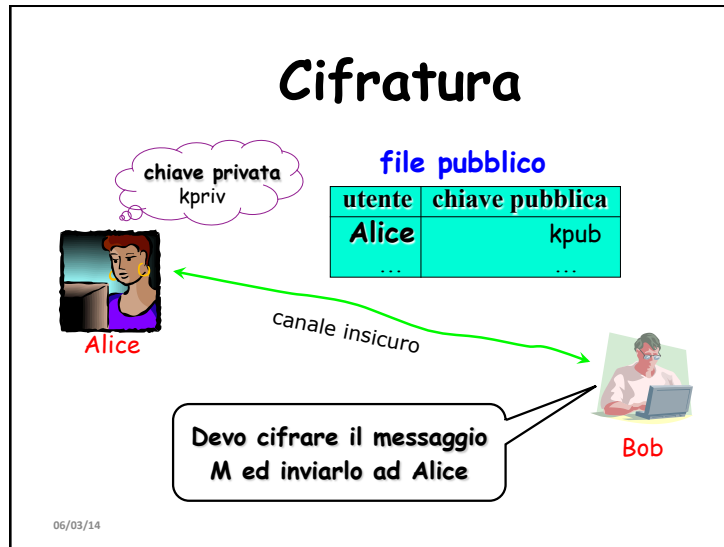 Cifratura
chiave privata
kpriv
file pubblico
utente chiave pubblica
Alice kpub
… …
Alice
canale insicuro
Bob
Devo cifrare il messaggio
M ed inviarlo ad Alice
06/03/14